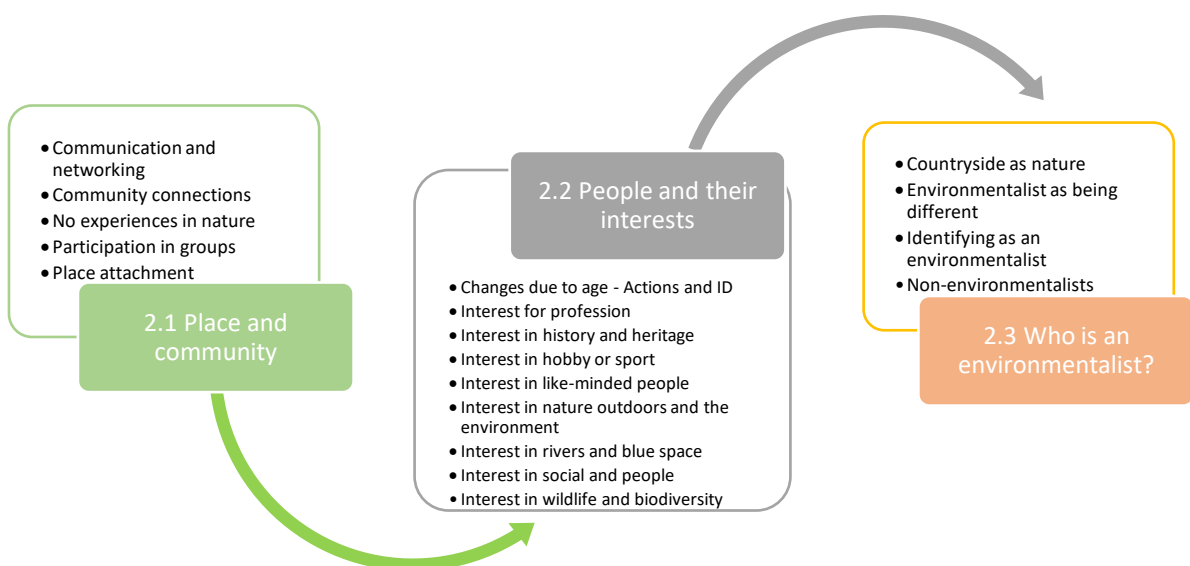 • Communication and
networking
• Community connections
• No experiences in nature
• Participation in groups
• Place attachment
2.1 Place and
community
2.2 People and their
interests
• Changes due to age - Actions and ID
• Interest for profession
• Interest in history and heritage
• Interest in hobby or sport
• Interest in like-minded people
• Interest in nature outdoors and the
environment
• Interest in rivers and blue space
• Interest in social and people
• Interest in wildlife and biodiversity
• Countryside as nature
• Environmentalist as being
different
• Identifying as an
environmentalist
• Non-environmentalists
2.3 Who is an
environmentalist?